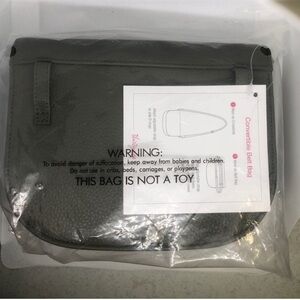 WARNING:
To avoid danger of suffocation, keep away from babies and children.
Do not use in cribs, beds, carriages, or playpens.
THIS BAG IS NOT A TOY
Convertible Belt Bag